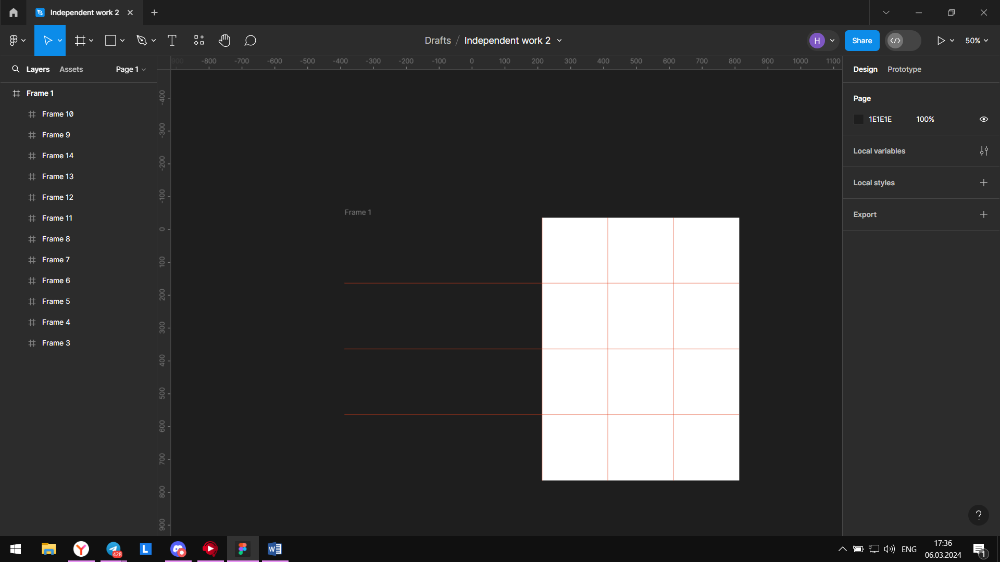 Independent work 2
Drafts / Independent work 2
H
Share
50%
Layers
Assets
Page 1
Frame 1
Frame 10
Frame 9
Frame 14
Frame 13
Frame 12
Frame 11
Frame 8
Frame 7
Frame 6
Frame 5
Frame 4
Frame 3
900 -800 -700 -600 -500 -400 -300 -200 -100 0 100 200 300 400 500 600 700 800 900 1000 1100
-400
-300
-200
-100
0
100
200
300
400
500
600
700
800
900
Frame 1
Design
Prototype
Page
1E1E1E
100%
Local variables
Local styles
Export
?
428
L
W
ENG
17:36
06.03.2024
1